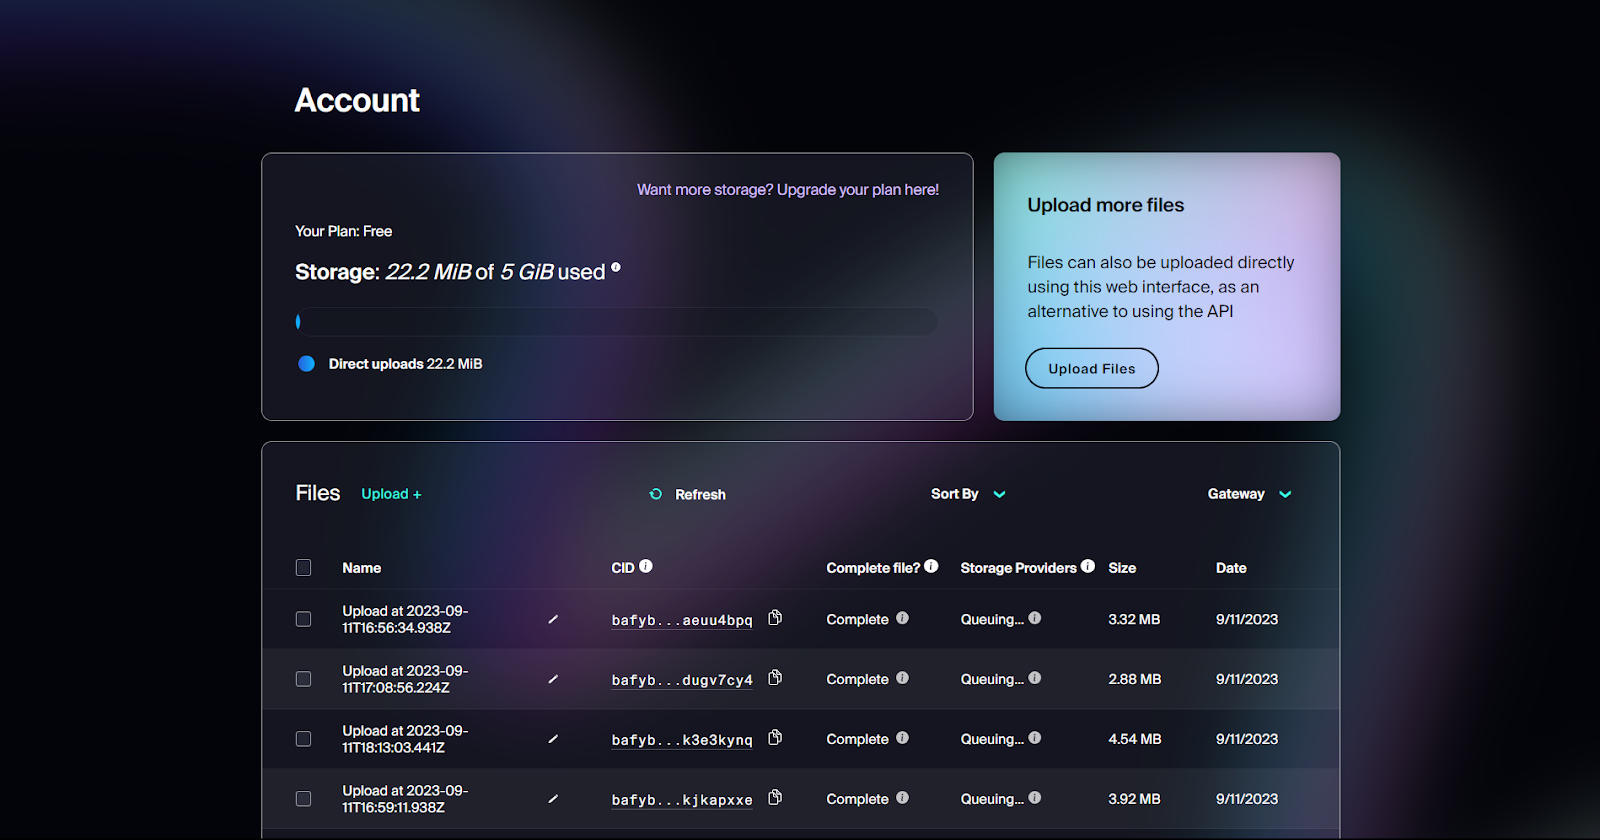 Account
Want more storage? Upgrade your plan here!
Your Plan: Free
Storage: 22.2 MiB of 5 GiB used
Direct uploads 22.2 MiB
Upload more files
Files can also be uploaded directly
using this web interface, as an
alternative to using the API
Upload Files
Files Upload + Refresh Sort By Gateway
Name CID Complete file? Storage Providers Size Date
Upload at 2023-09-
11T16:56:34.938Z
bafyb...aeuu4bpq Complete Queuing... 3.32 MB 9/11/2023
Upload at 2023-09-
11T17:08:56.224Z
bafyb...dugv7cy4 Complete Queuing... 2.88 MB 9/11/2023
Upload at 2023-09-
11T18:13:03.441Z
bafyb...k3e3kynq Complete Queuing... 4.54 MB 9/11/2023
Upload at 2023-09-
11T16:59:11.938Z
bafyb...kjkapxxe Complete Queuing... 3.92 MB 9/11/2023